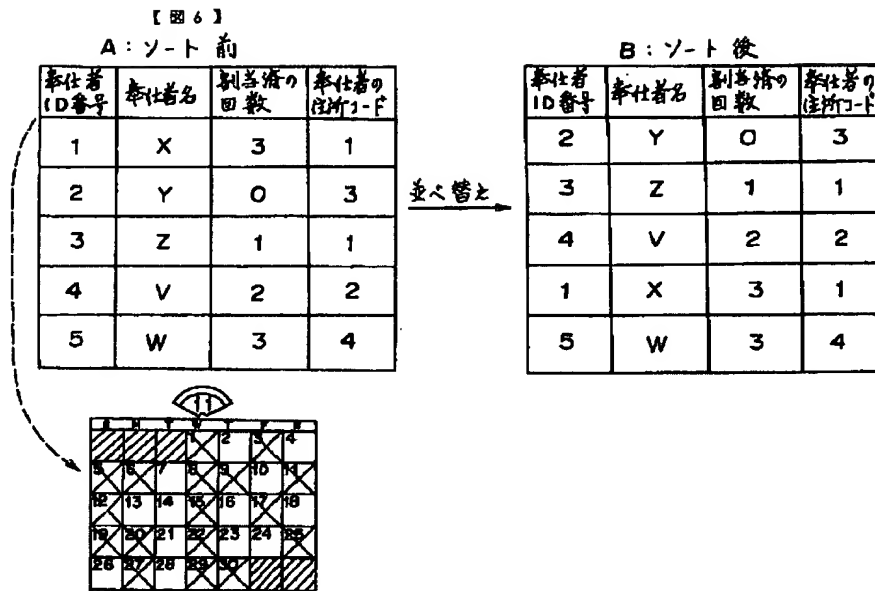 【図6】
A:ソート前
奉仕者ID番号 奉仕者名 割当済の回数 奉仕者の住所コード
1 X 3 1
2 Y 0 3
3 Z 1 1
4 V 2 2
5 W 3 4
並べ替え
B:ソート後
奉仕者ID番号 奉仕者名 割当済の回数 奉仕者の住所コード
2 Y 0 3
3 Z 1 1
4 V 2 2
1 X 3 1
5 W 3 4
11
S M T W T F S
1 2 3 4
5 6 7 8 9 10 11
12 13 14 15 16 17 18
19 20 21 22 23 24 25
26 27 28 29 30